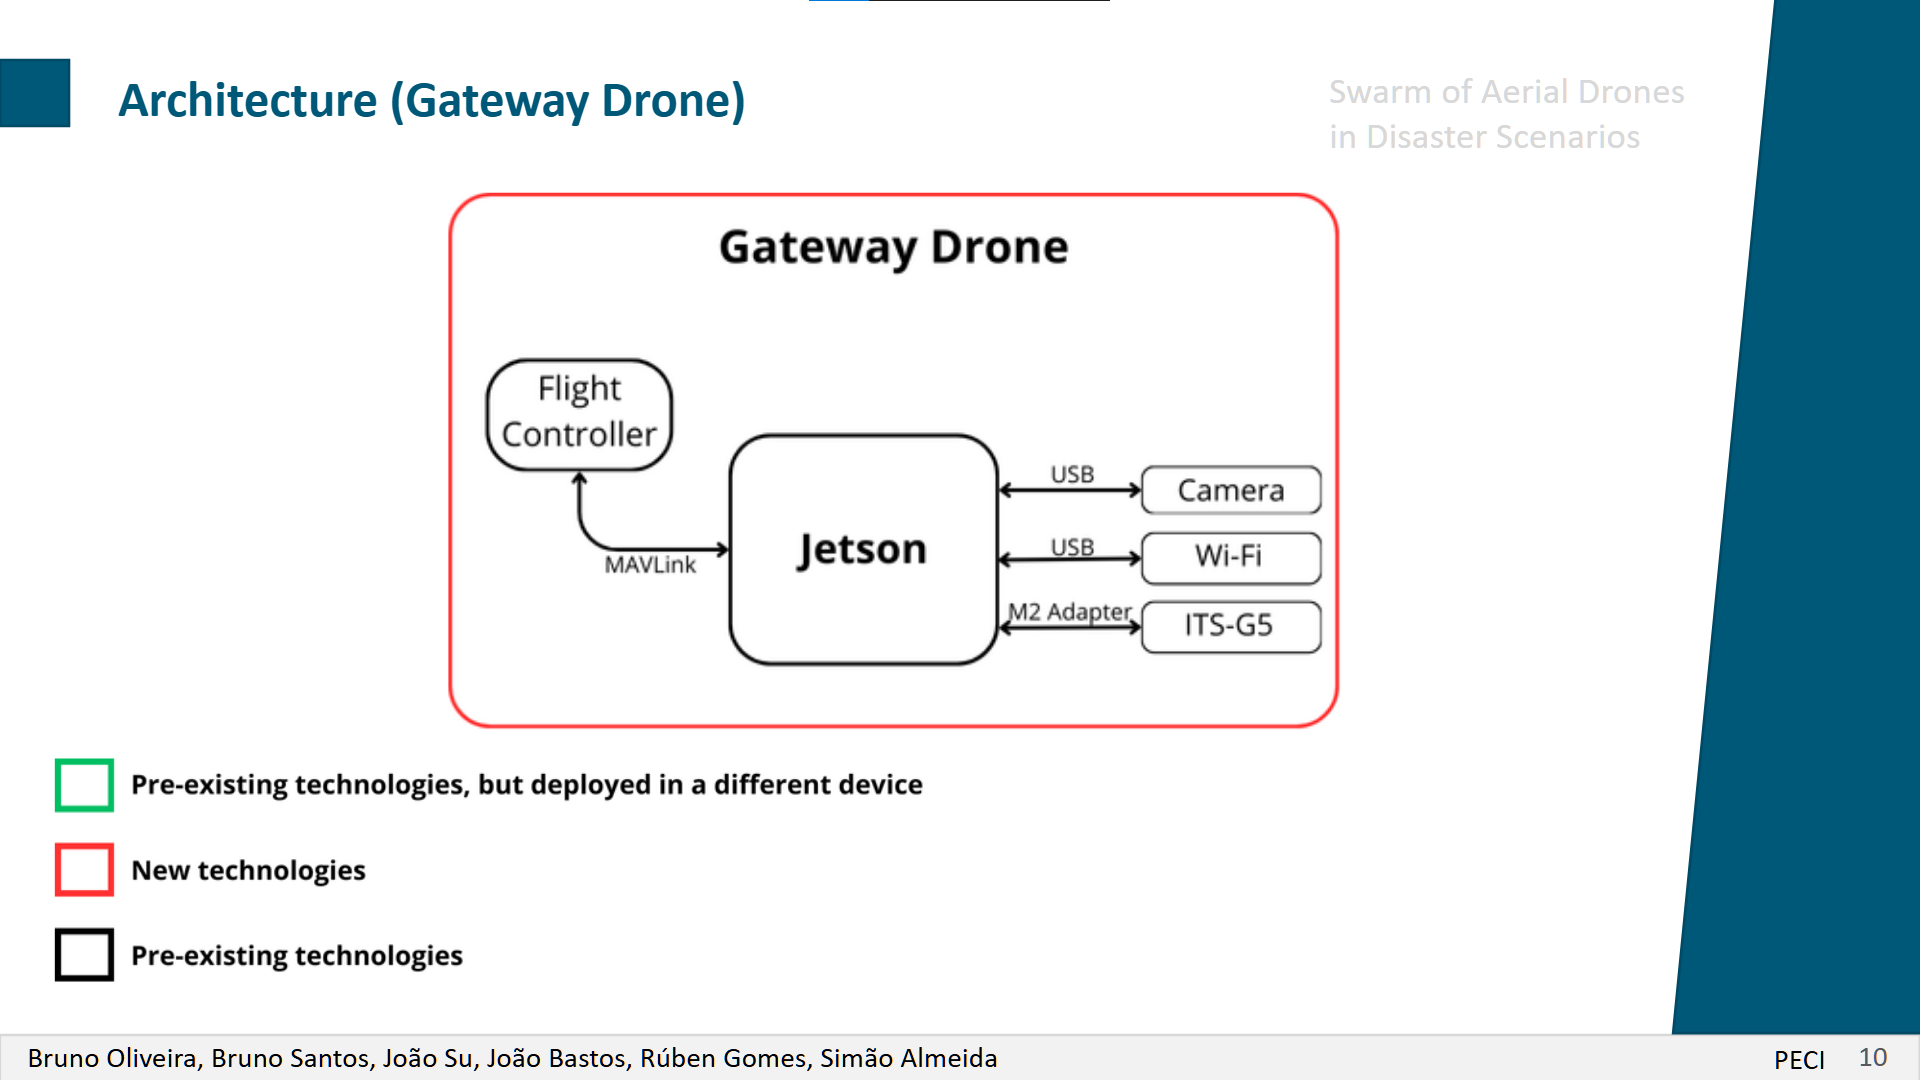 Architecture (Gateway Drone)
Swarm of Aerial Drones
in Disaster Scenarios
Gateway Drone
Flight
Controller
MAVLink
Jetson
USB
Camera
USB
Wi-Fi
M2 Adapter
ITS-G5
Pre-existing technologies, but deployed in a different device
New technologies
Pre-existing technologies
Bruno Oliveira, Bruno Santos, João Su, João Bastos, Rúben Gomes, Simão Almeida
PECI 10